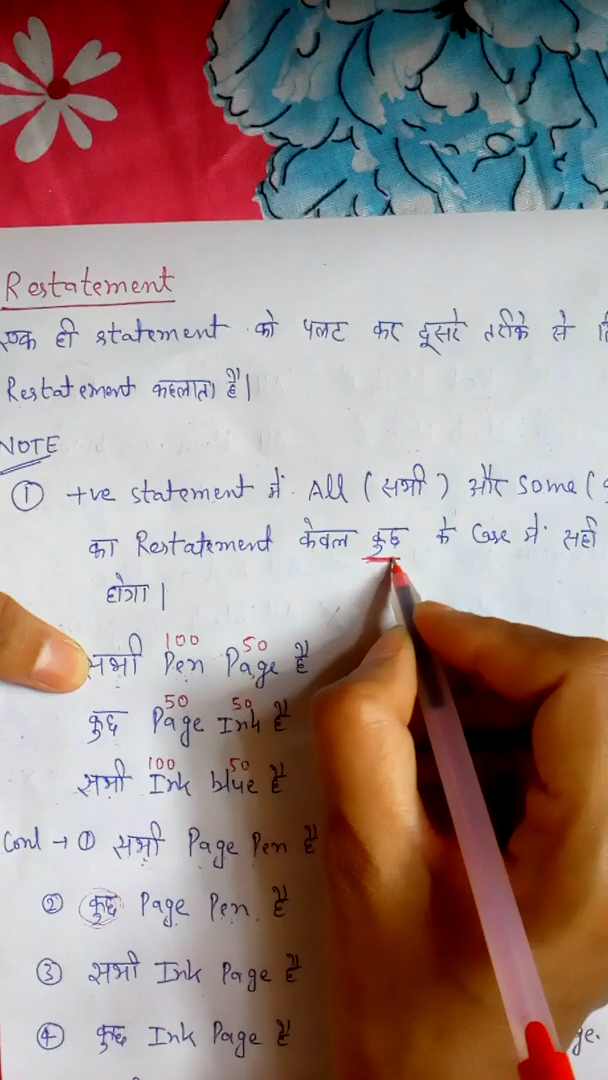 Restatement
एक ही statement को पलट कर दूसरे तरीके से
Restatement कहलाता है।
NOTE
① +ve statement में All (सभी) और Some (
का Restatement केवल कुछ के Case में सही
होगा।
100 50
सभी Pen Page है
50 50
कुछ Page Ink है
100 50
सभी Ink blue है
Conl → ① सभी Page Pen है
② कुछ Page Pen है
③ सभी Ink Page है
④ कुछ Ink Page है